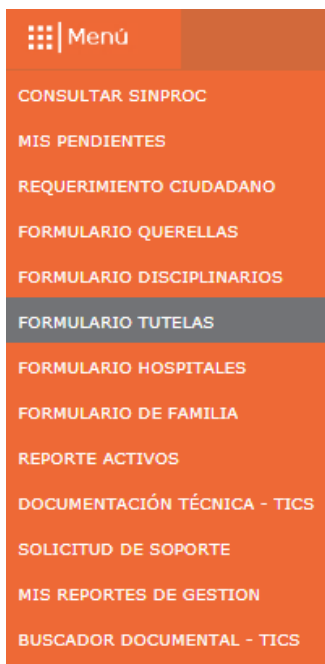 Menú
CONSULTAR SINPROC
MIS PENDIENTES
REQUERIMIENTO CIUDADANO
FORMULARIO QUERELLAS
FORMULARIO DISCIPLINARIOS
FORMULARIO TUTELAS
FORMULARIO HOSPITALES
FORMULARIO DE FAMILIA
REPORTE ACTIVOS
DOCUMENTACIÓN TÉCNICA - TICS
SOLICITUD DE SOPORTE
MIS REPORTES DE GESTION
BUSCADOR DOCUMENTAL - TICS